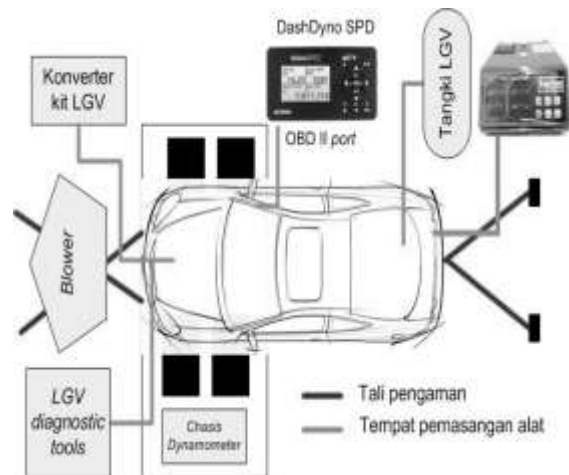 DashDyno SPD
Konverter
kit LGV
Tangki LGV
OBD II port
Blower
LGV
diagnostic
tools
Chasis
Dynamometer
Tali pengaman
Tempat pemasangan alat